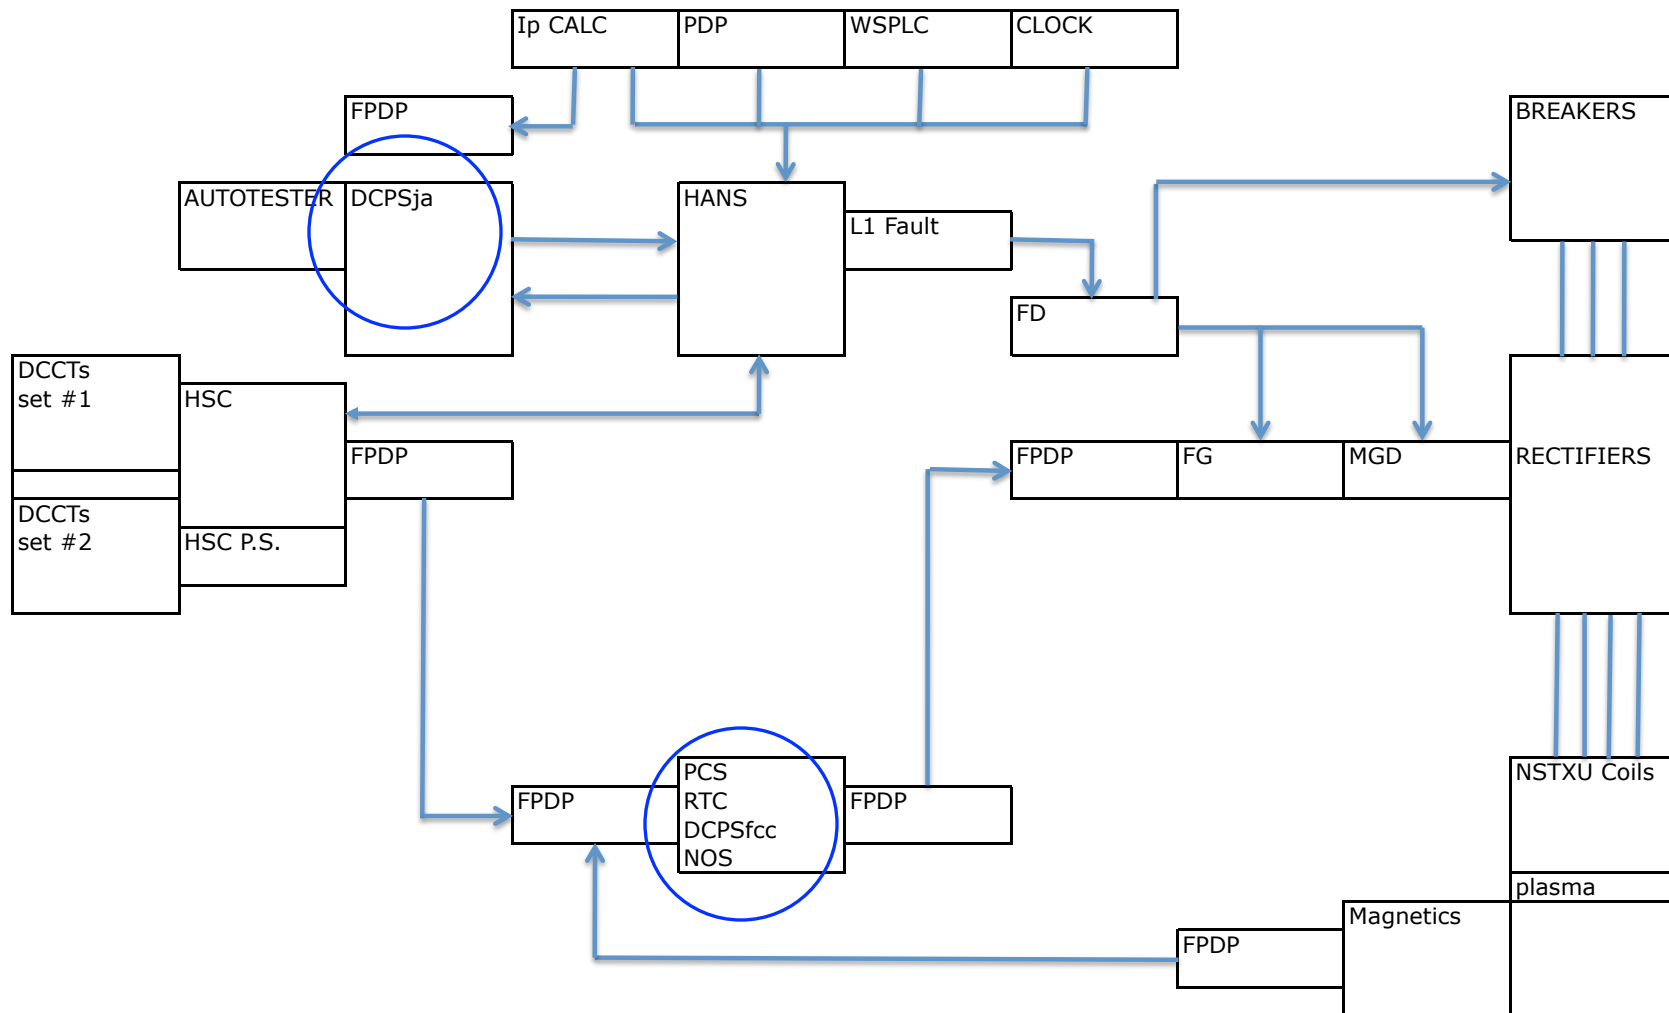 Ip CALC
PDP
WSPLC
CLOCK
FPDP
BREAKERS
AUTOTESTER
DCPSja
HANS
L1 Fault
FD
DCCTs
set #1
HSC
FPDP
FPDP
FG
MGD
RECTIFIERS
DCCTs
set #2
HSC P.S.
FPDP
PCS
RTC
DCPSfcc
NOS
FPDP
NSTXU Coils
plasma
Magnetics
FPDP